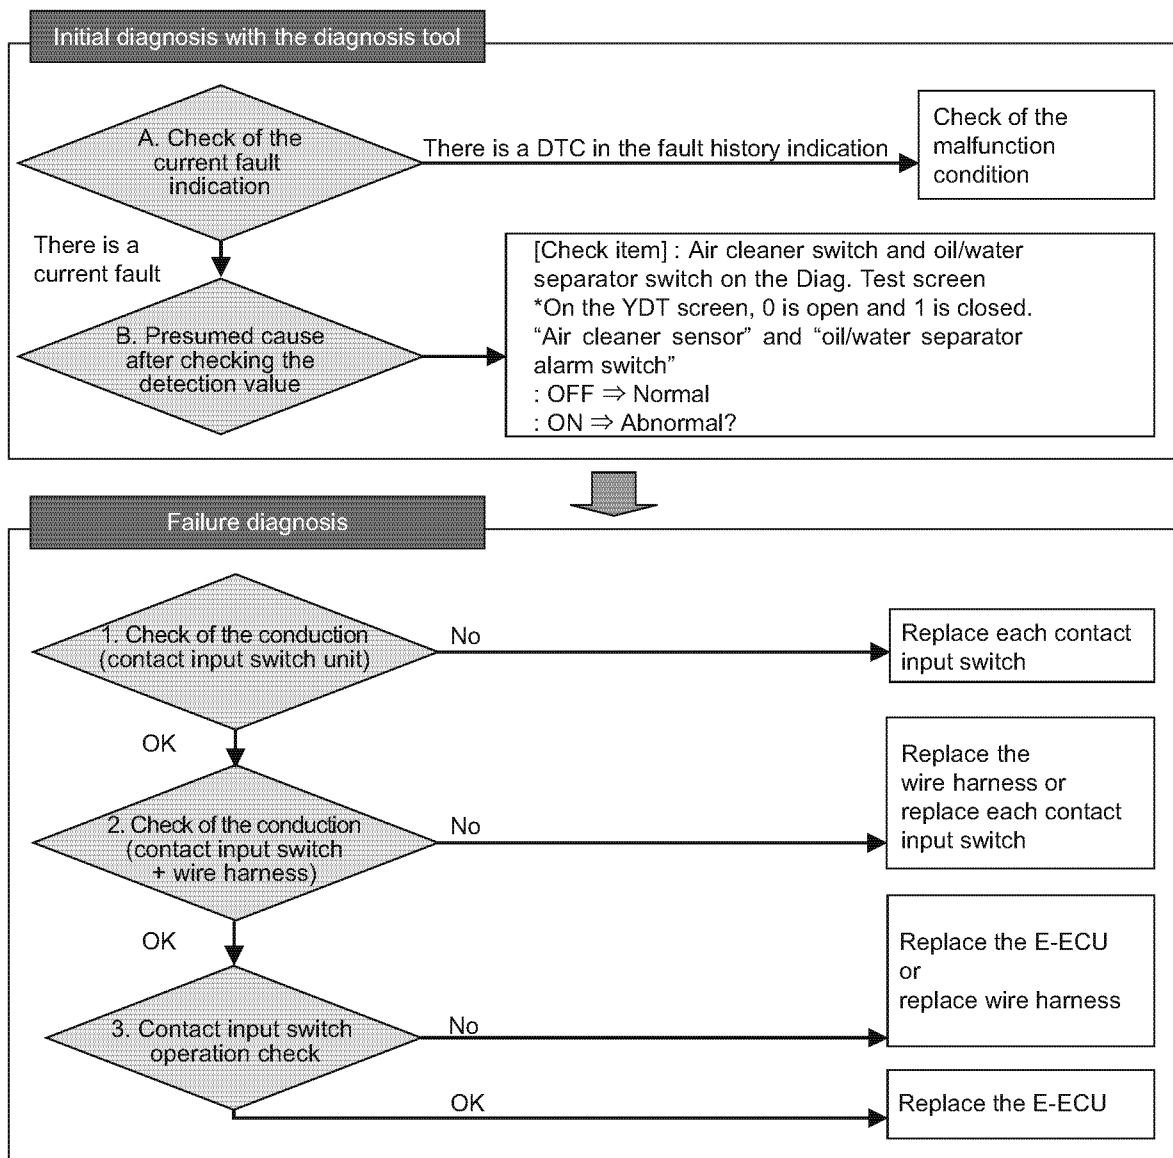 Initial diagnosis with the diagnosis tool
A. Check of the
current fault
indication
There is a DTC in the fault history indication
Check of the
malfunction
condition
There is a
current fault
B. Presumed cause
after checking the
detection value
[Check item] : Air cleaner switch and oil/water
separator switch on the Diag. Test screen
*On the YDT screen, 0 is open and 1 is closed.
“Air cleaner sensor” and “oil/water separator
alarm switch”
: OFF ⇒ Normal
: ON ⇒ Abnormal?
Failure diagnosis
1. Check of the conduction
(contact input switch unit)
No
Replace each contact
input switch
OK
2. Check of the conduction
(contact input switch
+ wire harness)
No
Replace the
wire harness or
replace each contact
input switch
OK
3. Contact input switch
operation check
No
Replace the E-ECU
or
replace wire harness
OK
Replace the E-ECU